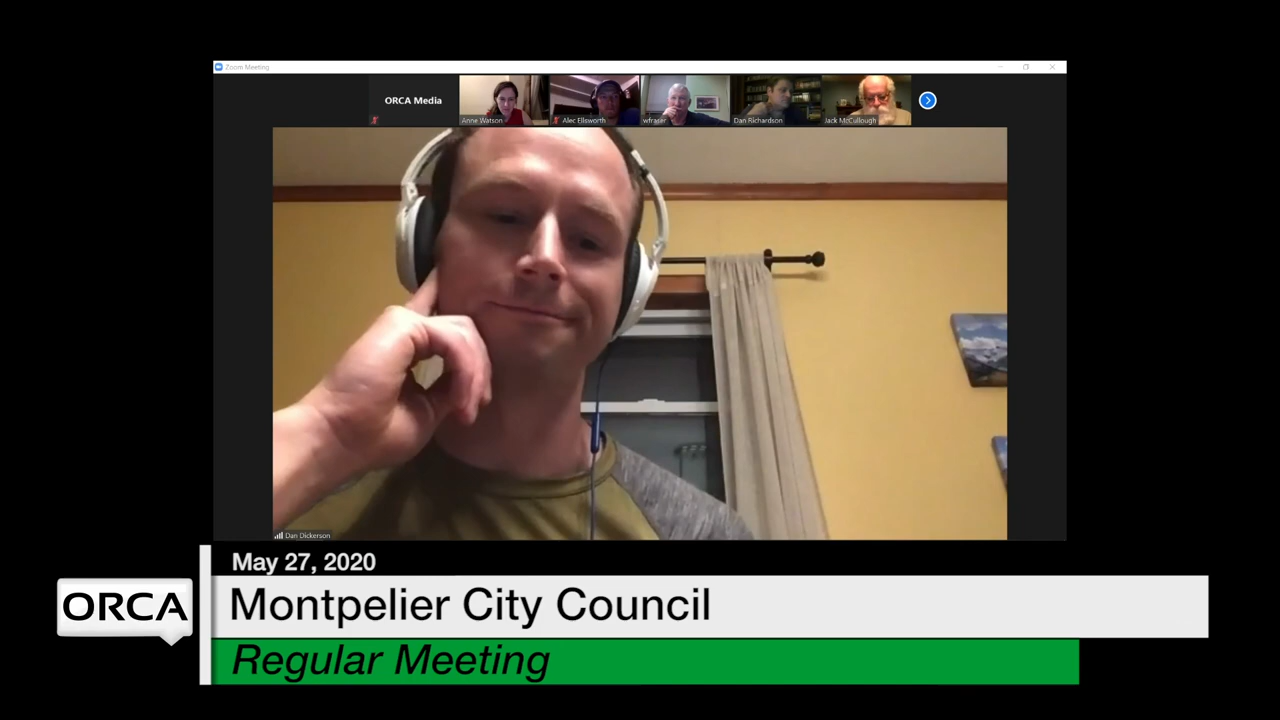 Zoom Meeting
ORCA Media
Anne Watson
Alec Ellsworth
wfraser
Dan Richardson
Jack McCullough
Dan Dickerson
May 27, 2020
ORCA
Montpelier City Council
Regular Meeting